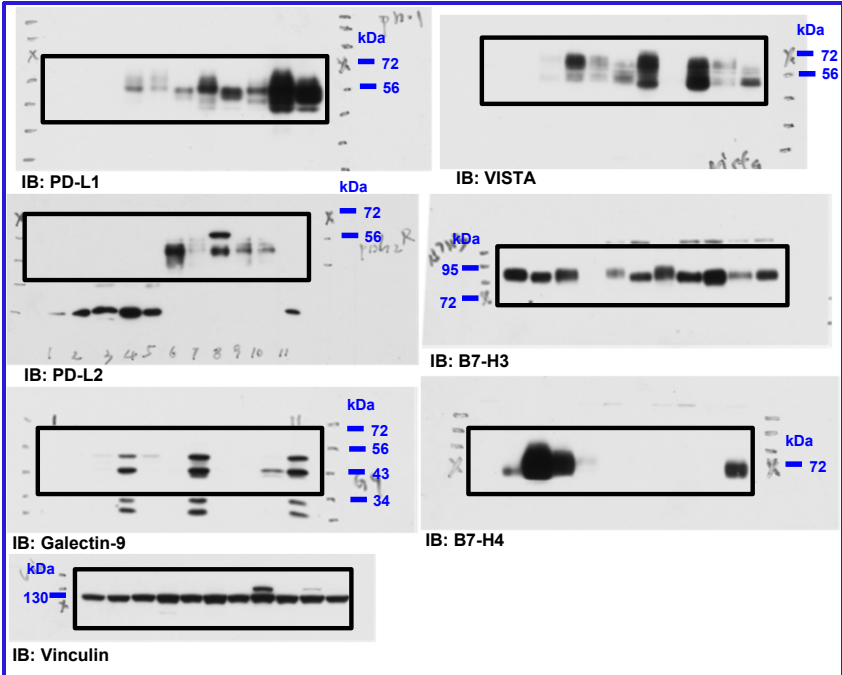 kDa
72
56
IB: PD-L1
kDa
72
56
IB: VISTA
kDa
72
56
1 2 3 4 5 6 7 8 9 10 11
IB: PD-L2
kDa
95
72
IB: B7-H3
kDa
72
56
43
34
IB: Galectin-9
kDa
72
IB: B7-H4
kDa
130
IB: Vinculin